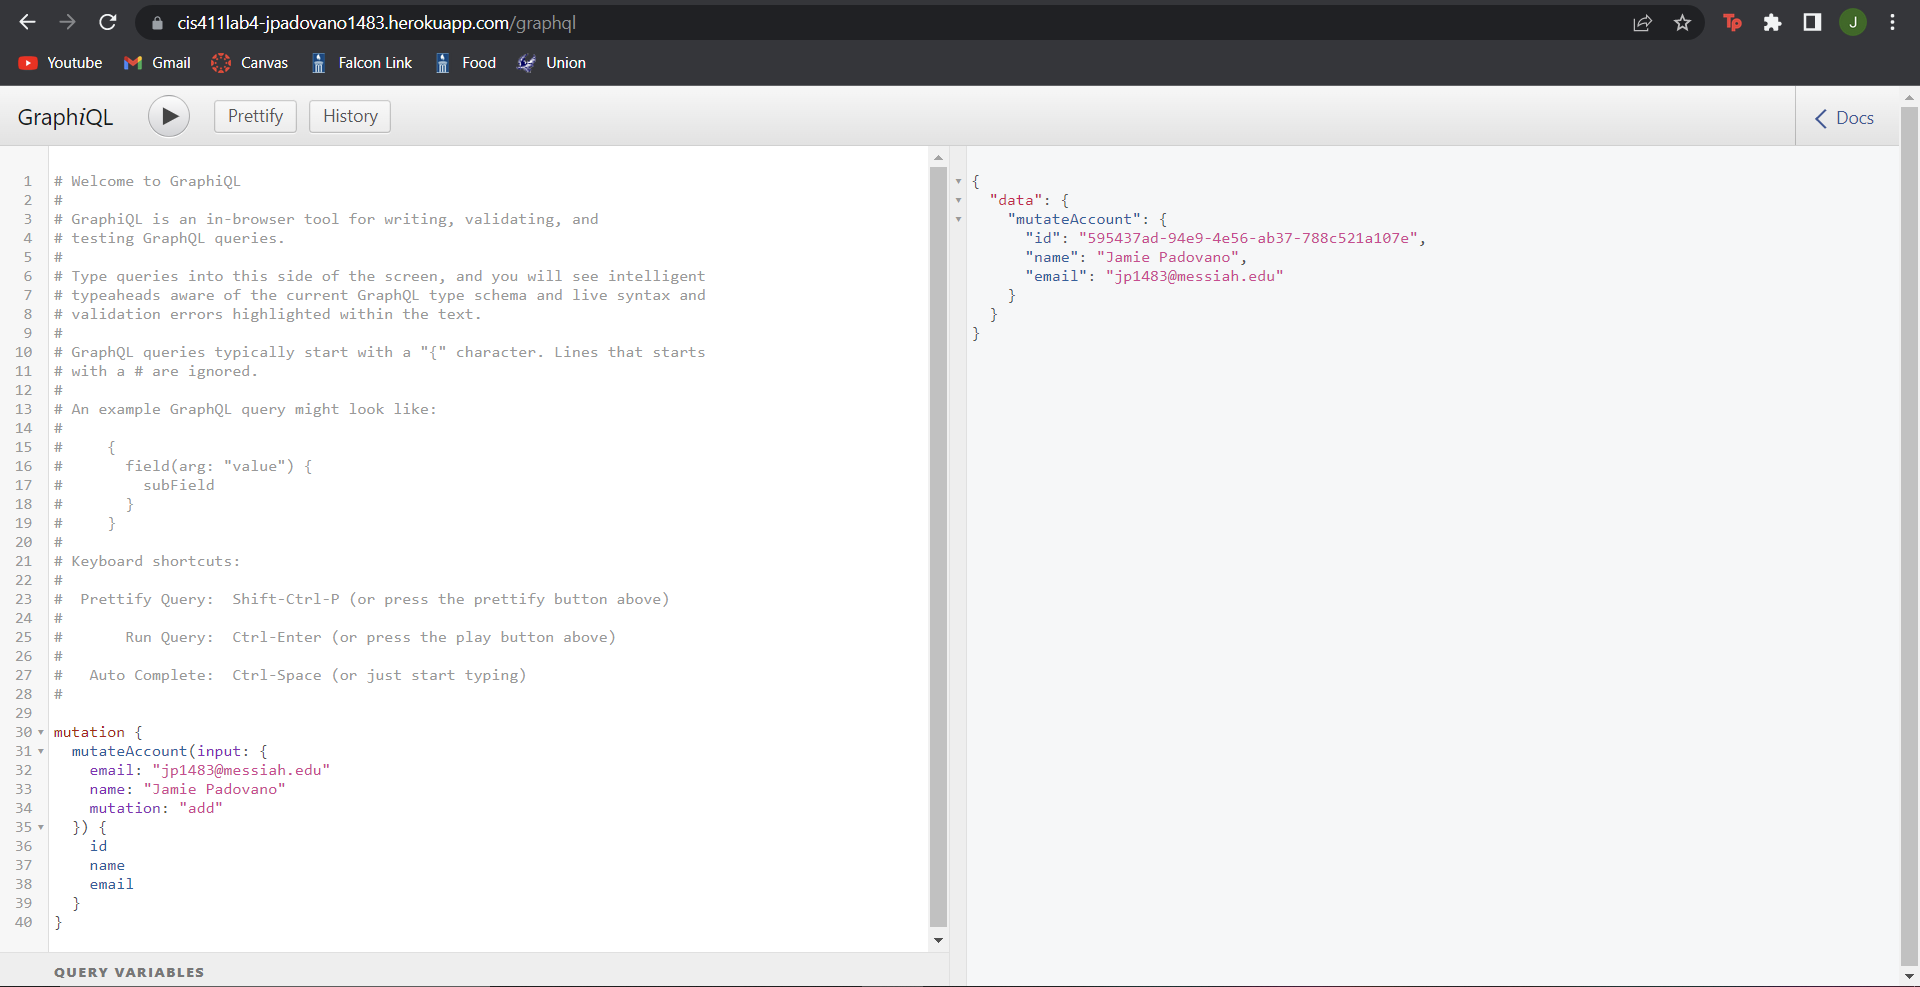 cis411lab4-jpadovano1483.herokuapp.com/graphql
Tp
J
Youtube
Gmail
Canvas
Falcon Link
Food
Union
GraphiQL
Prettify
History
Docs
1 # Welcome to GraphiQL
2 #
3 # GraphiQL is an in-browser tool for writing, validating, and
4 # testing GraphQL queries.
5 #
6 # Type queries into this side of the screen, and you will see intelligent
7 # typeaheads aware of the current GraphQL type schema and live syntax and
8 # validation errors highlighted within the text.
9 #
10 # GraphQL queries typically start with a "{" character. Lines that starts
11 # with a # are ignored.
12 #
13 # An example GraphQL query might look like:
14 #
15 #     {
16 #       field(arg: "value") {
17 #         subField
18 #       }
19 #     }
20 #
21 # Keyboard shortcuts:
22 #
23 #  Prettify Query:  Shift-Ctrl-P (or press the prettify button above)
24 #
25 #       Run Query:  Ctrl-Enter (or press the play button above)
26 #
27 #   Auto Complete:  Ctrl-Space (or just start typing)
28 #
29
30 mutation {
31   mutateAccount(input: {
32     email: "jp1483@messiah.edu"
33     name: "Jamie Padovano"
34     mutation: "add"
35   }) {
36     id
37     name
38     email
39   }
40 }
QUERY VARIABLES
{
  "data": {
    "mutateAccount": {
      "id": "595437ad-94e9-4e56-ab37-788c521a107e",
      "name": "Jamie Padovano",
      "email": "jp1483@messiah.edu"
    }
  }
}